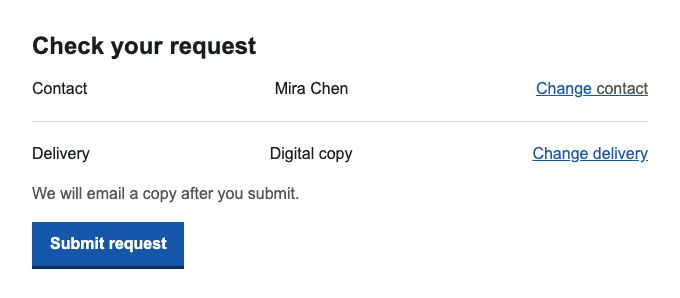 Check your request
Contact Mira Chen Change contact
Delivery Digital copy Change delivery
We will email a copy after you submit.
Submit request